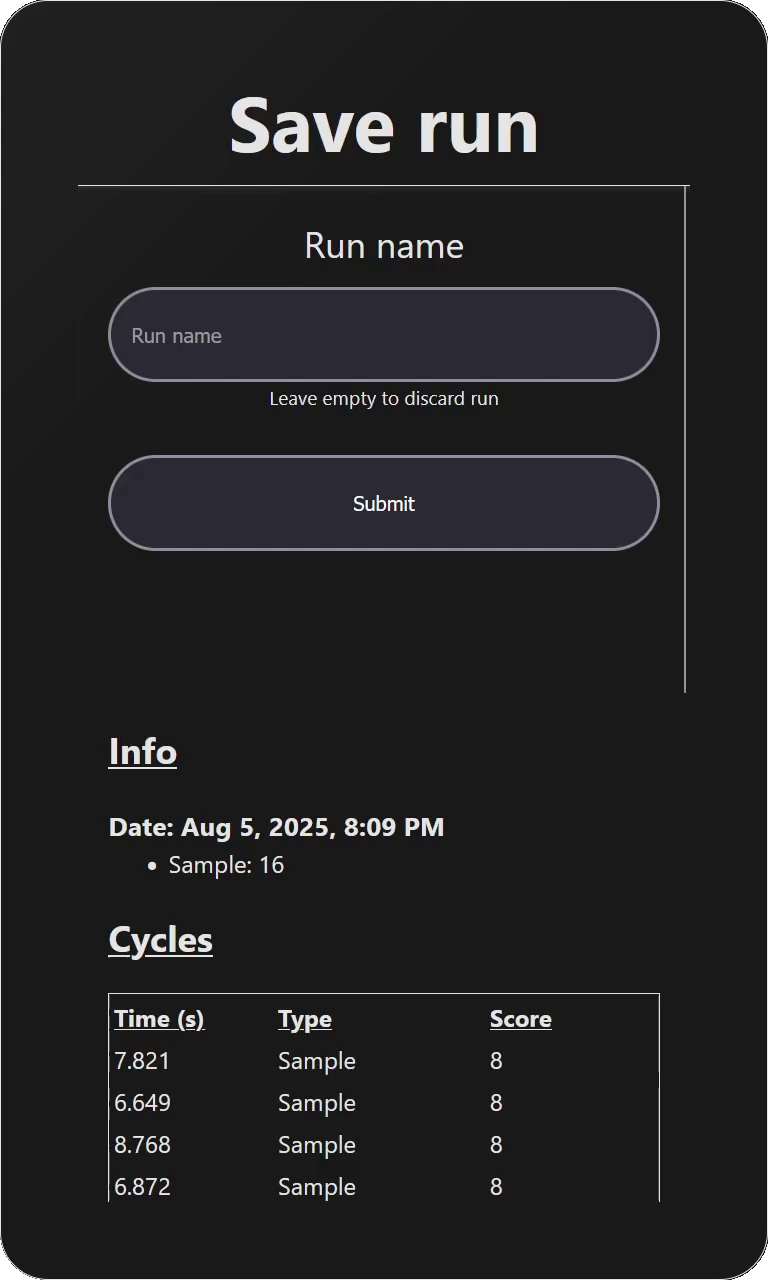 Save run
Run name
Run name
Leave empty to discard run
Submit
Info
Date: Aug 5, 2025, 8:09 PM
• Sample: 16
Cycles
Time (s) Type Score
7.821 Sample 8
6.649 Sample 8
8.768 Sample 8
6.872 Sample 8